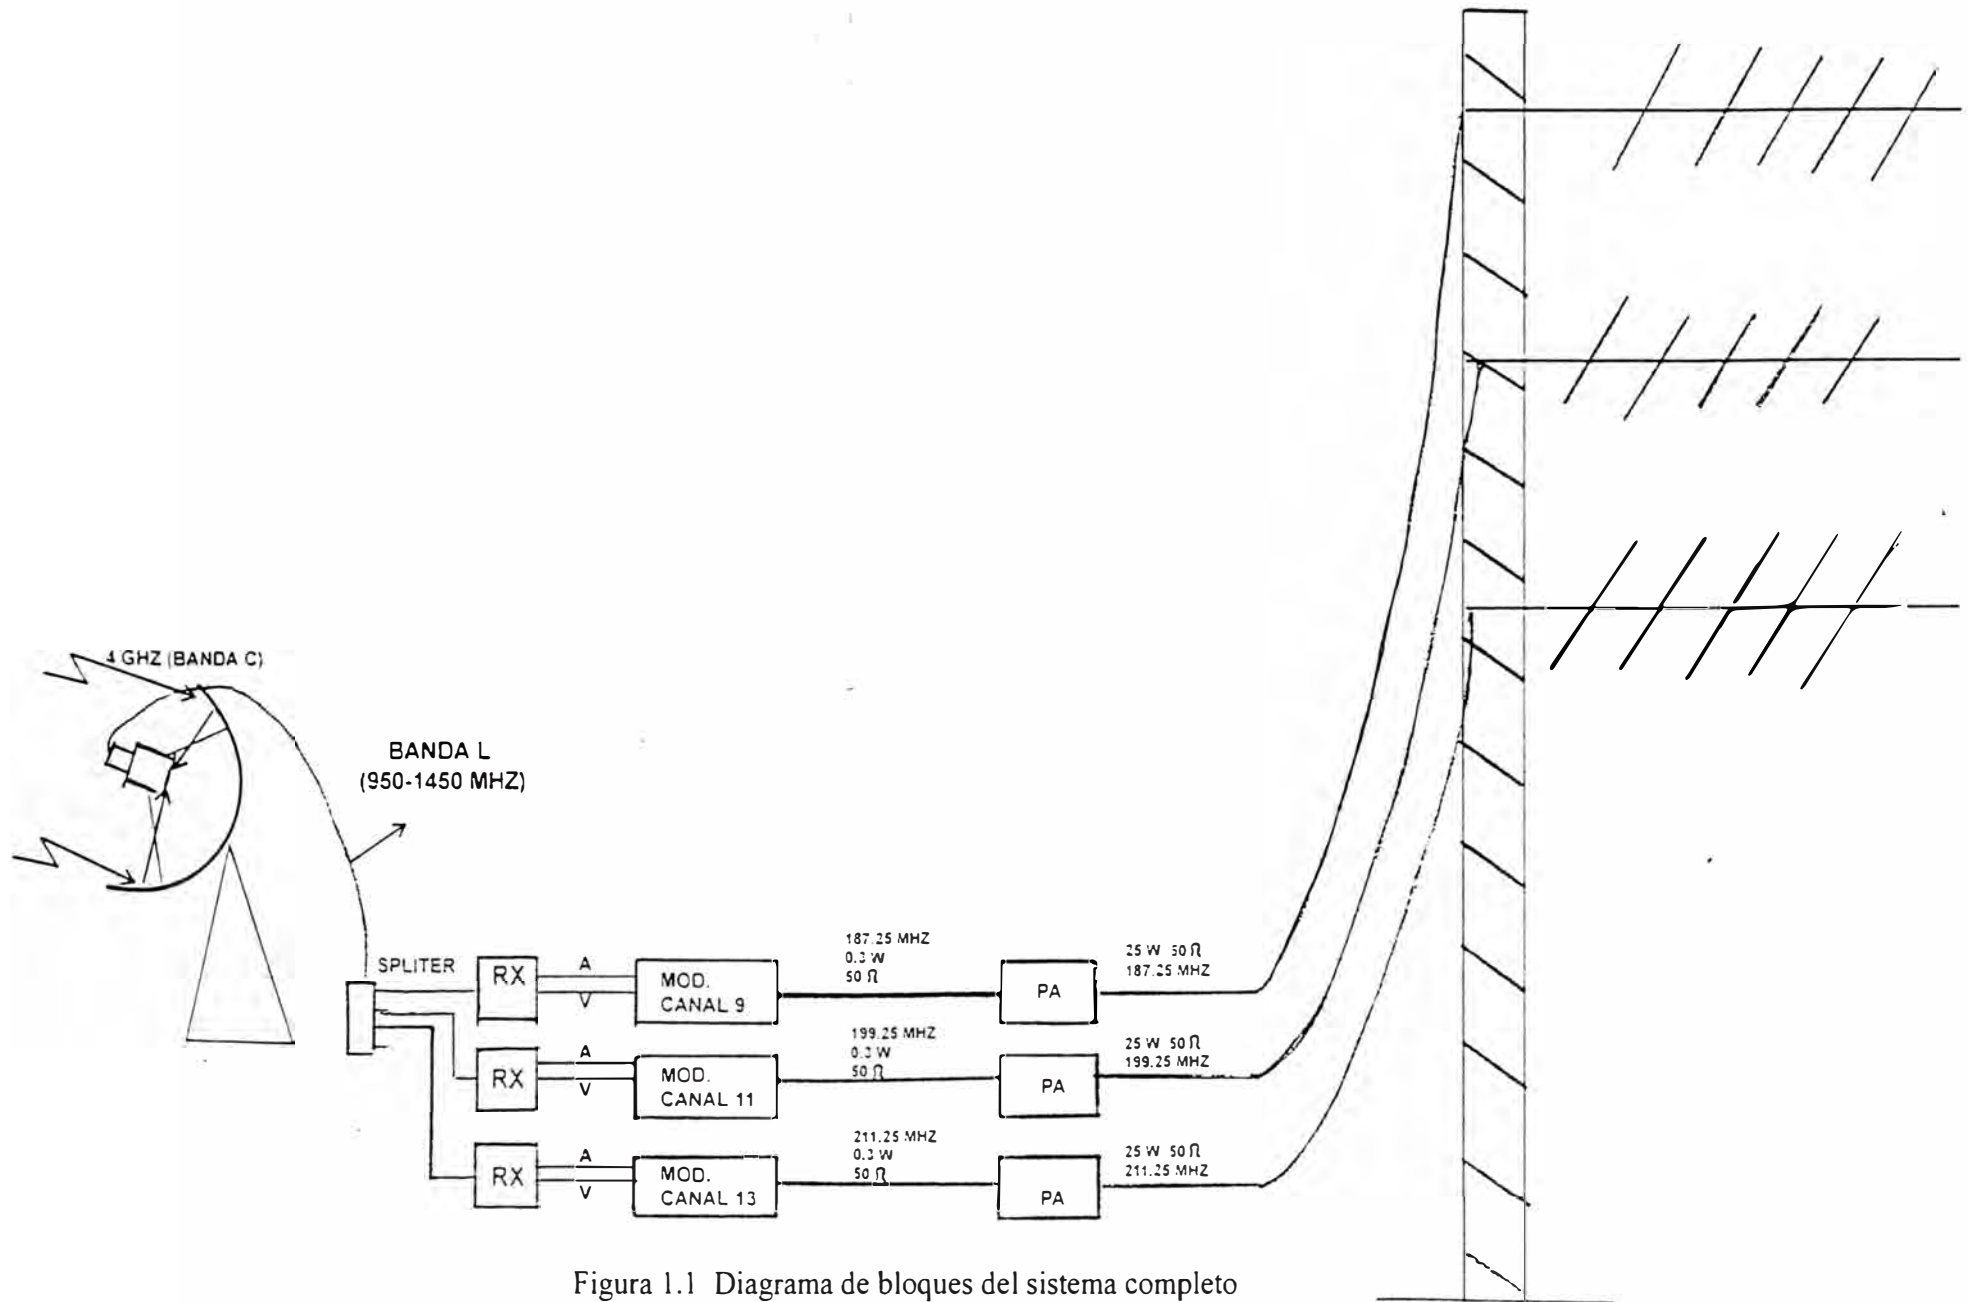 4 GHZ (BANDA C)
BANDA L
(950-1450 MHZ)
SPLITER
RX
A
V
MOD.
CANAL 9
187.25 MHZ
0.3 W
50 Ω
PA
25 W 50 Ω
187.25 MHZ
RX
A
V
MOD.
CANAL 11
199.25 MHZ
0.3 W
50 Ω
PA
25 W 50 Ω
199.25 MHZ
RX
A
V
MOD.
CANAL 13
211.25 MHZ
0.3 W
50 Ω
PA
25 W 50 Ω
211.25 MHZ
Figura 1.1 Diagrama de bloques del sistema completo